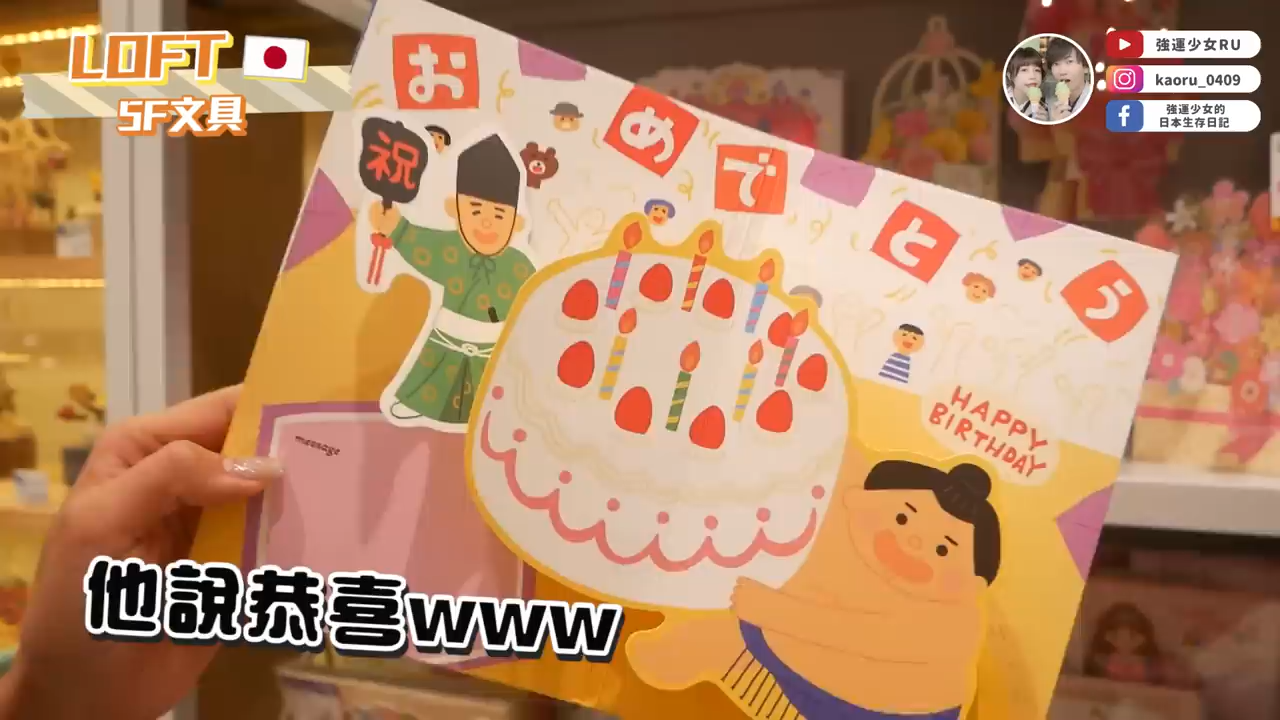 LOFT
SF文具
強運少女RU
kaoru_0409
強運少女的
日本生存日記
おめでとう
祝
HAPPY
BIRTHDAY
message
他說恭喜www